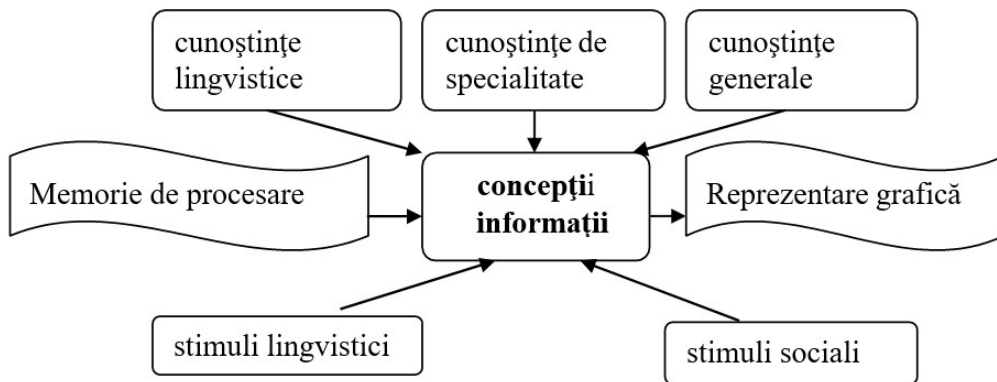 cunoştinţe
lingvistice
cunoştinţe de
specialitate
cunoştinţe
generale
Memorie de procesare
concepţii
informaţii
Reprezentare grafică
stimuli lingvistici
stimuli sociali